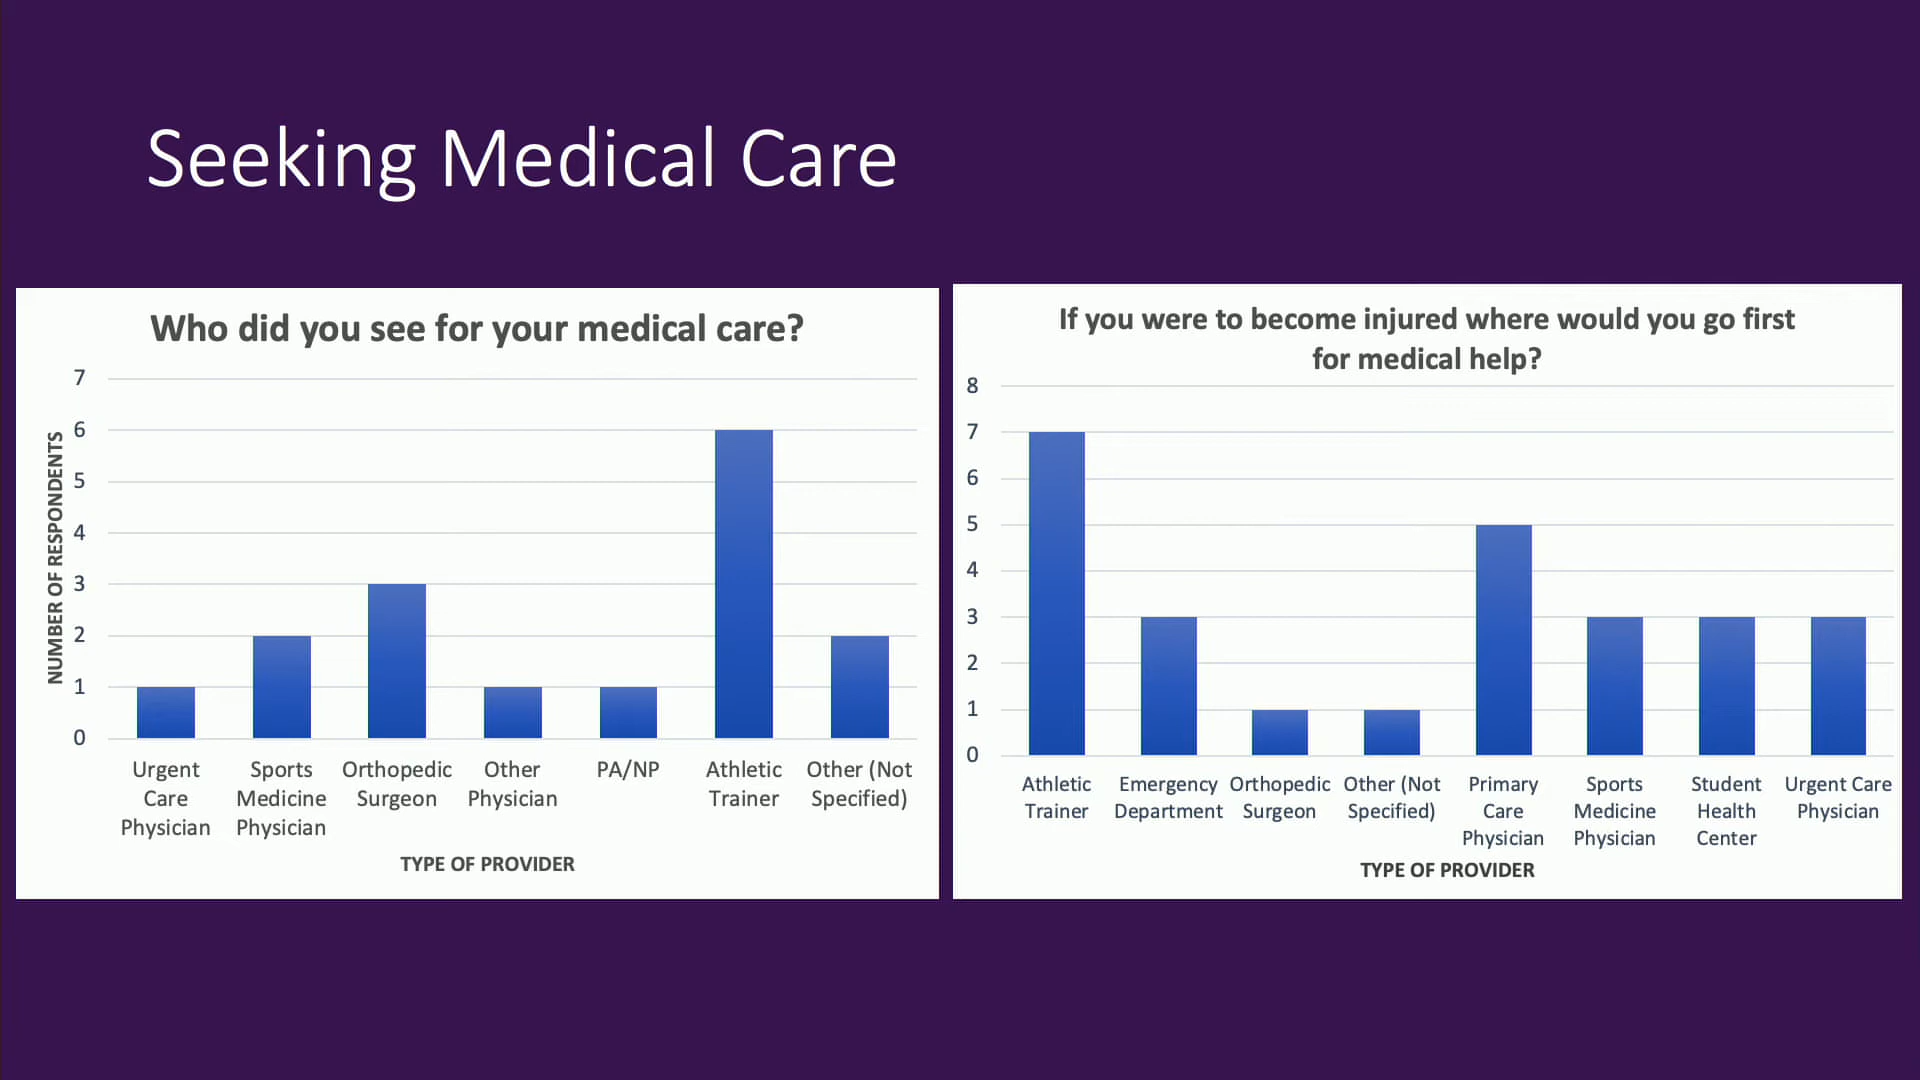 Seeking Medical Care
Who did you see for your medical care?
7
6
5
4
3
2
1
0
NUMBER OF RESPONDENTS
Urgent
Care
Physician
Sports
Medicine
Physician
Orthopedic
Surgeon
Other
Physician
PA/NP
Athletic
Trainer
Other (Not
Specified)
TYPE OF PROVIDER
If you were to become injured where would you go first
for medical help?
8
7
6
5
4
3
2
1
0
Athletic
Trainer
Emergency
Department
Orthopedic
Surgeon
Other (Not
Specified)
Primary
Care
Physician
Sports
Medicine
Physician
Student
Health
Center
Urgent Care
Physician
TYPE OF PROVIDER